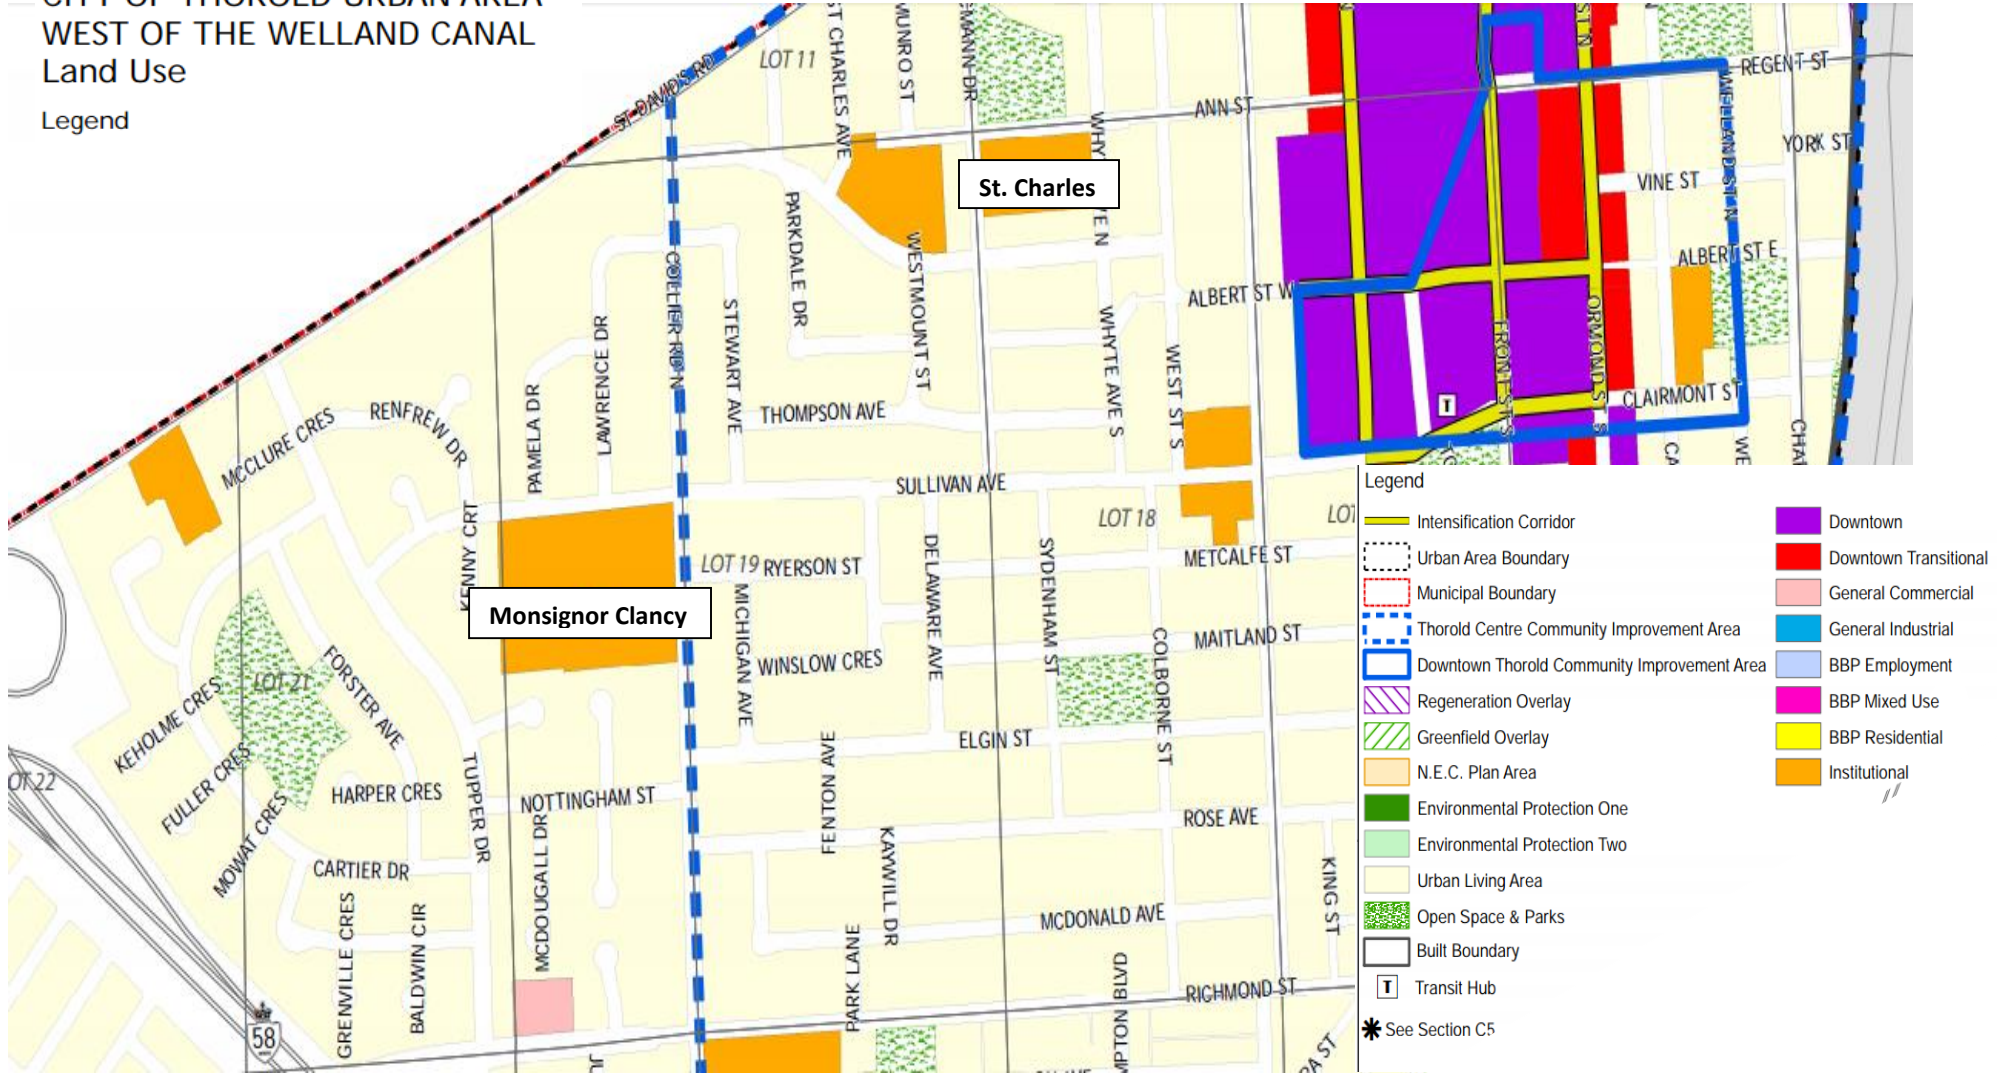 CITY OF THOROLD URBAN AREA
WEST OF THE WELLAND CANAL
Land Use
Legend
ST DAVID'S RD
LOT 11
ST CHARLES AVE
MUNRO ST
ANN ST
REGENT ST
WELLAND ST N
YORK ST
VINE ST
St. Charles
ALBERT ST E
ALBERT ST W
PARKDALE DR
WESTMOUNT ST
COLLIER RD N
STEWART AVE
LAWRENCE DR
PAMELA DR
WHYTE AVE S
WEST ST S
FRONT ST S
ORMOND ST S
CLAIRMONT ST
T
THOMPSON AVE
RENFREW DR
MCCLURE CRES
SULLIVAN AVE
LOT 18
KENNY CRT
LOT 19
RYERSON ST
METCALFE ST
DELAWARE AVE
SYDENHAM ST
Monsignor Clancy
MICHIGAN AVE
WINSLOW CRES
MAITLAND ST
COLBORNE ST
LOT 21
FORSTER AVE
KEHOLME CRES
FULLER CRES
MOWAT CRES
HARPER CRES
TUPPER DR
NOTTINGHAM ST
ELGIN ST
FENTON AVE
ROSE AVE
KAYWILL DR
CARTIER DR
MCDOUGALL DR
GRENVILLE CRES
BALDWIN CIR
MCDONALD AVE
KING ST
PARK LANE
RICHMOND ST
58
Legend
Intensification Corridor
Urban Area Boundary
Municipal Boundary
Thorold Centre Community Improvement Area
Downtown Thorold Community Improvement Area
Regeneration Overlay
Greenfield Overlay
N.E.C. Plan Area
Environmental Protection One
Environmental Protection Two
Urban Living Area
Open Space & Parks
Built Boundary
T Transit Hub
See Section C5
Downtown
Downtown Transitional
General Commercial
General Industrial
BBP Employment
BBP Mixed Use
BBP Residential
Institutional